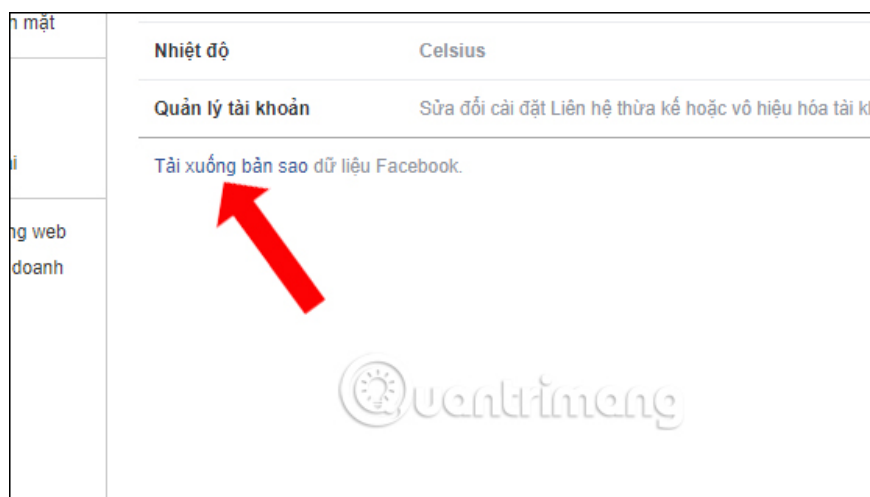 mặt
Nhiệt độ Celsius
Quản lý tài khoản Sửa đổi cài đặt Liên hệ thừa kế hoặc vô hiệu hóa tài
Tải xuống bản sao dữ liệu Facebook.
web
doanh
Quantrimang